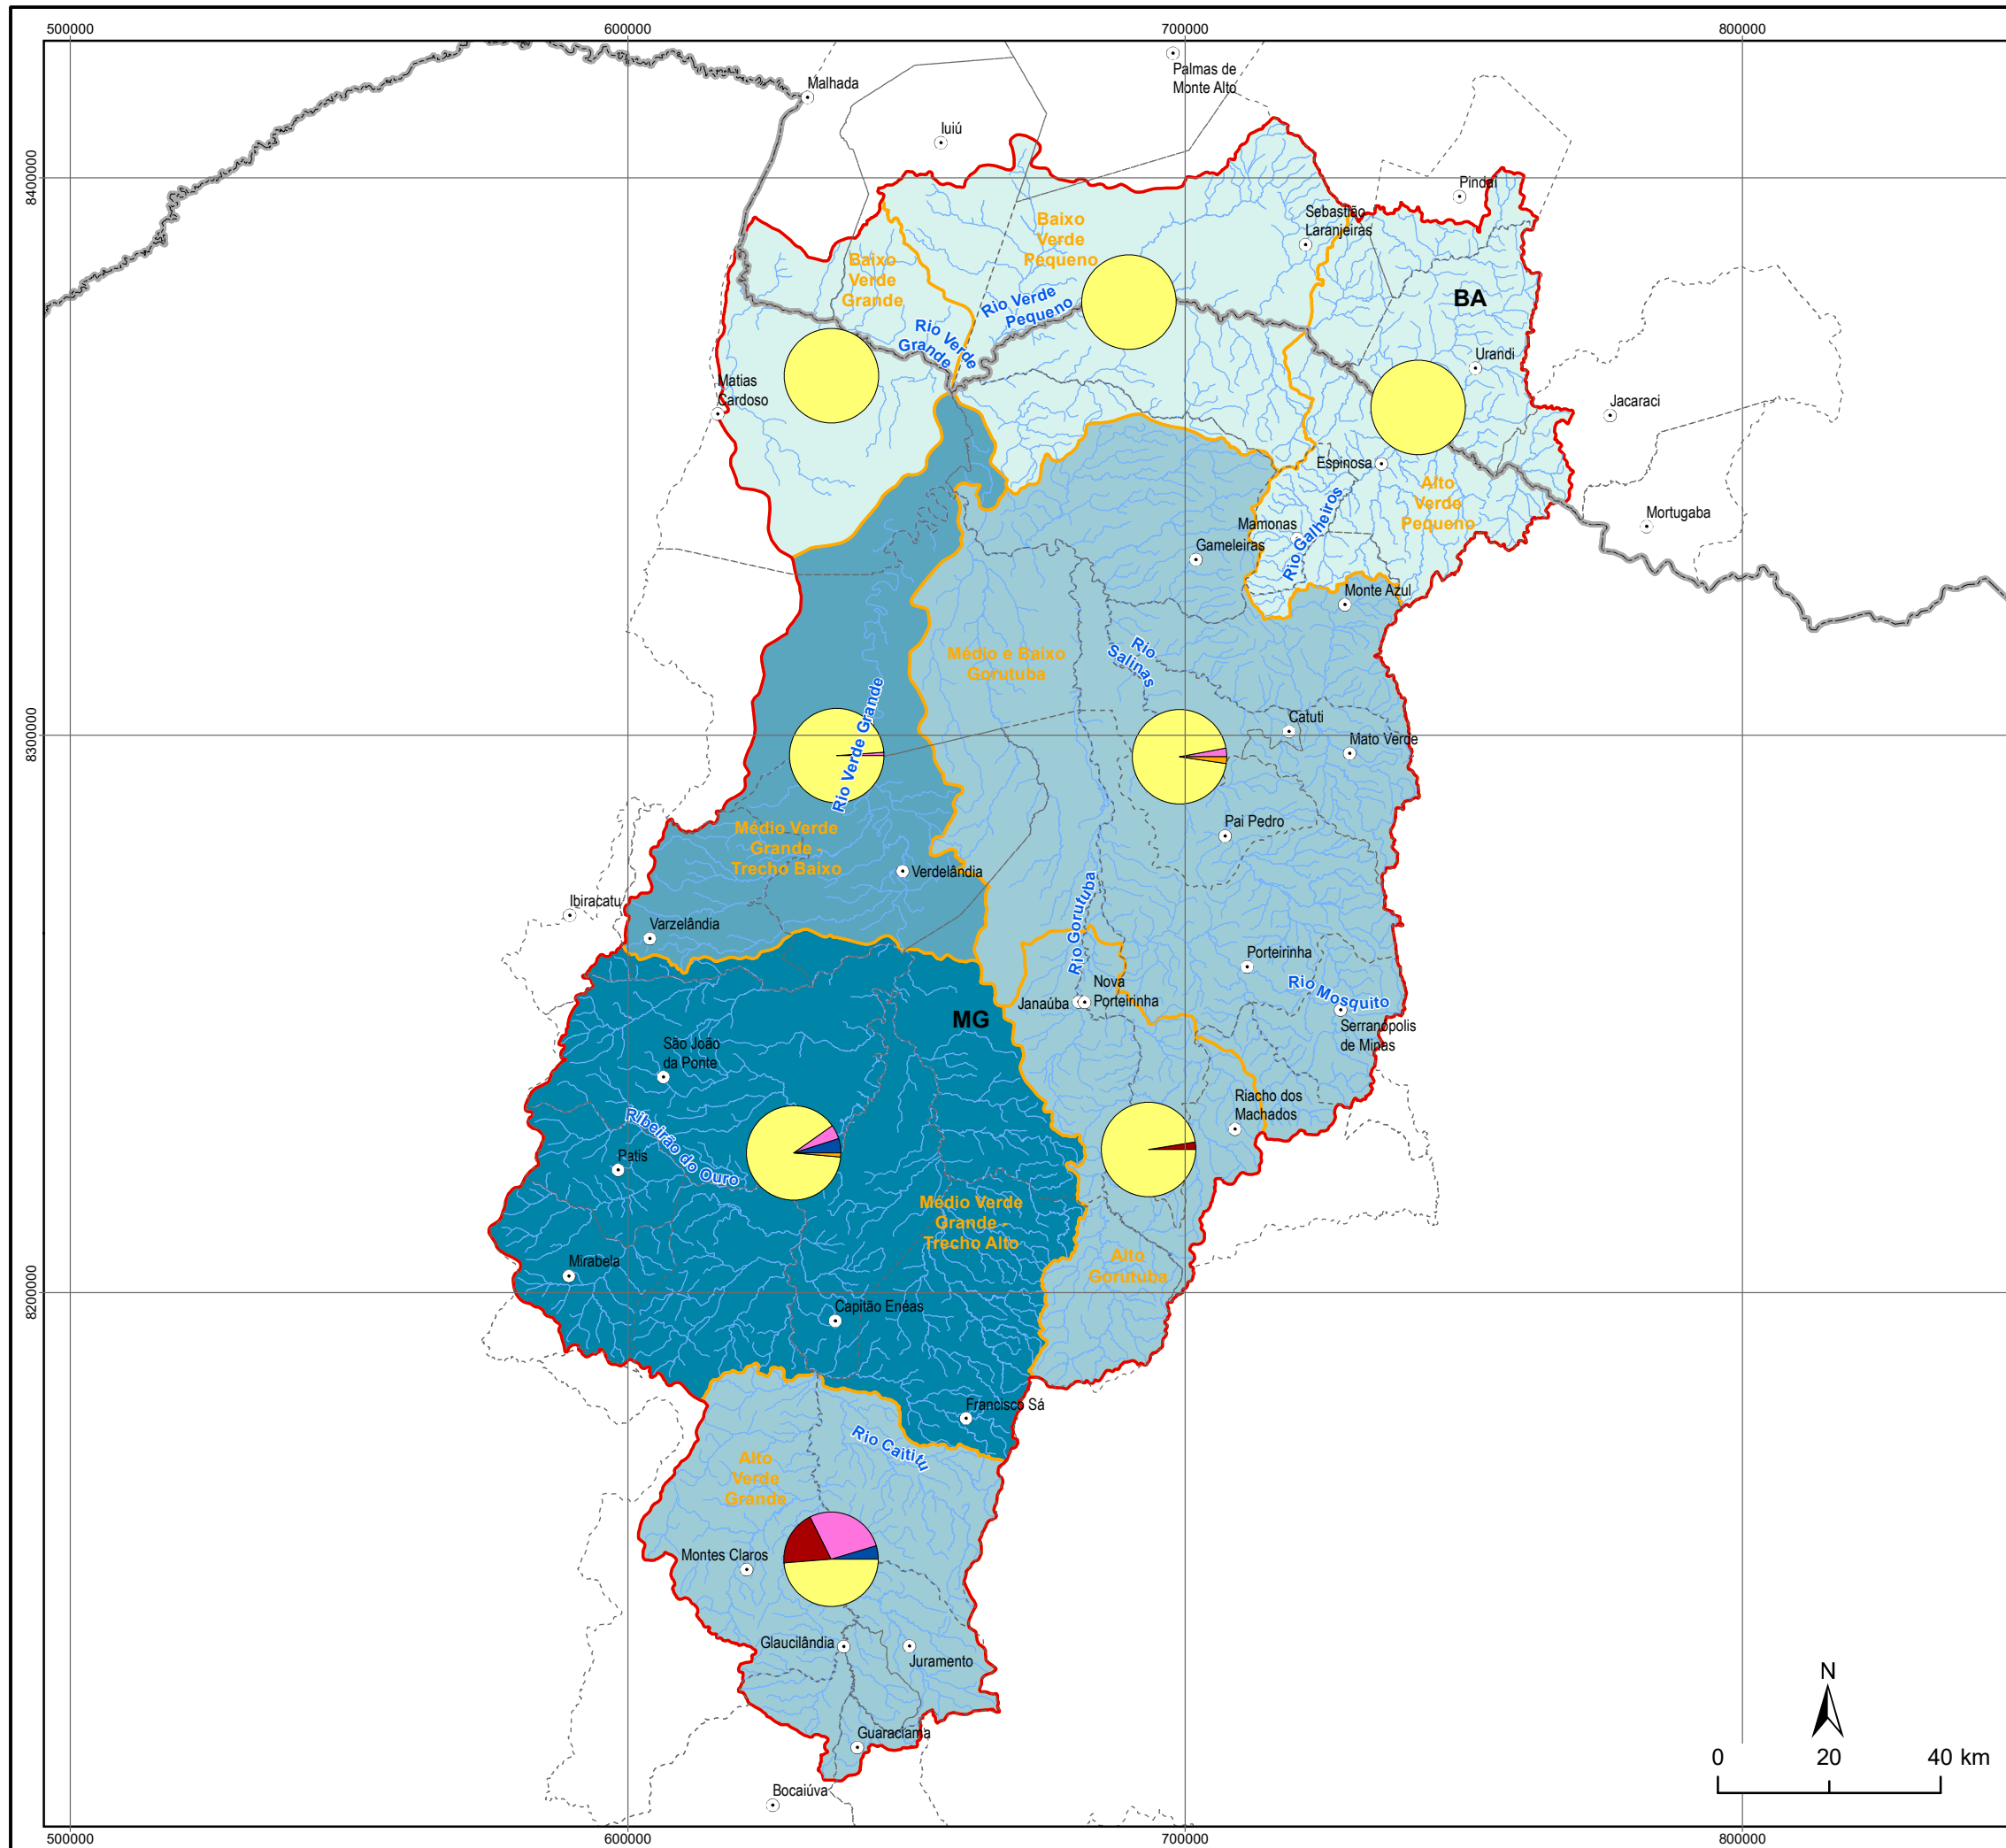 500000
600000
700000
800000
8400000
8300000
8200000
Palmas de
Monte Alto
Malhada
Iuiú
Pindaí
Sebastião
Laranjeiras
Baixo
Verde
Pequeno
Baixo
Verde
Grande
BA
Rio Verde
Pequeno
Rio Verde
Grande
Urandi
Matias
Cardoso
Jacaraci
Espinosa
Alto
Verde
Pequeno
Mortugaba
Mamonas
Rio Galheiros
Gameleiras
Monte Azul
Médio e Baixo
Gorutuba
Rio
Salinas
Rio Verde Grande
Catuti
Mato Verde
Médio Verde
Grande -
Trecho Baixo
Pai Pedro
Verdelândia
Ibiracatu
Varzelândia
Rio Gorutuba
Porteirinha
Rio Mosquito
Janaúba
Nova
Porteirinha
MG
Serranópolis
de Minas
São João
da Ponte
Riacho dos
Machados
Ribeirão do Ouro
Patis
Médio Verde
Grande -
Trecho Alto
Mirabela
Alto
Gorutuba
Capitão Enéas
Francisco Sá
Rio Caititu
Alto
Verde
Grande
Montes Claros
Glaucilândia
Juramento
Guaraciama
Bocaiúva
N
0 20 40 km
500000
600000
700000
800000